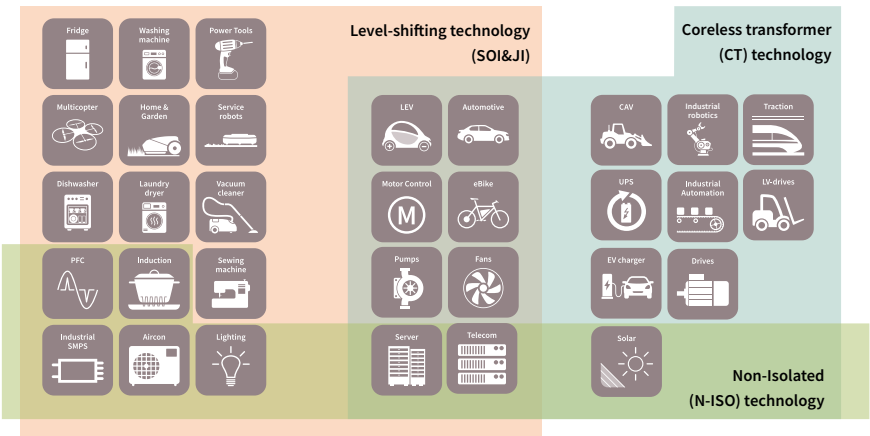 Level-shifting technology
(SOI&JI)
Coreless transformer
(CT) technology
Fridge
Washing
machine
Power Tools
Multicopter
Home &
Garden
Service
robots
LEV
Automotive
CAV
Industrial
robotics
Traction
Dishwasher
Laundry
dryer
Vacuum
cleaner
Motor Control
M
eBike
UPS
Industrial
Automation
LV-drives
PFC
Induction
Sewing
machine
Pumps
Fans
EV charger
Drives
Industrial
SMPS
Aircon
Lighting
Server
Telecom
Solar
Non-Isolated
(N-ISO) technology